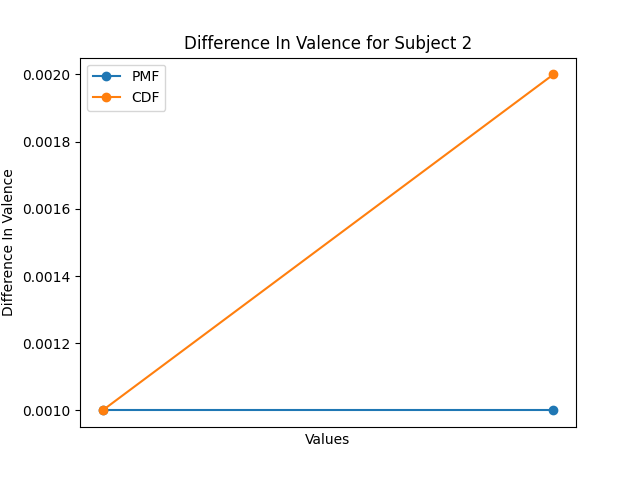 Difference In Valence for Subject 2
PMF
CDF
Difference In Valence
0.0020
0.0018
0.0016
0.0014
0.0012
0.0010
Values